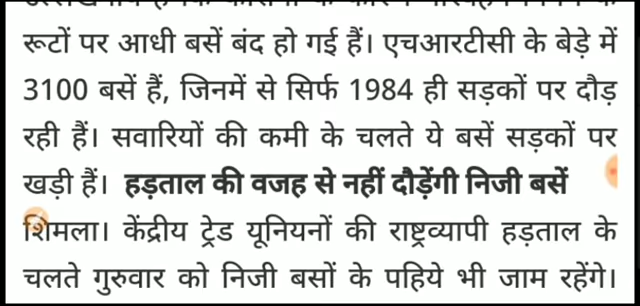 रूटों पर आधी बसें बंद हो गई हैं। एचआरटीसी के बेड़े में
3100 बसें हैं, जिनमें से सिर्फ 1984 ही सड़कों पर दौड़
रही हैं। सवारियों की कमी के चलते ये बसें सड़कों पर
खड़ी हैं। हड़ताल की वजह से नहीं दौड़ेंगी निजी बसें
शिमला। केंद्रीय ट्रेड यूनियनों की राष्ट्रव्यापी हड़ताल के
चलते गुरुवार को निजी बसों के पहिये भी जाम रहेंगे।